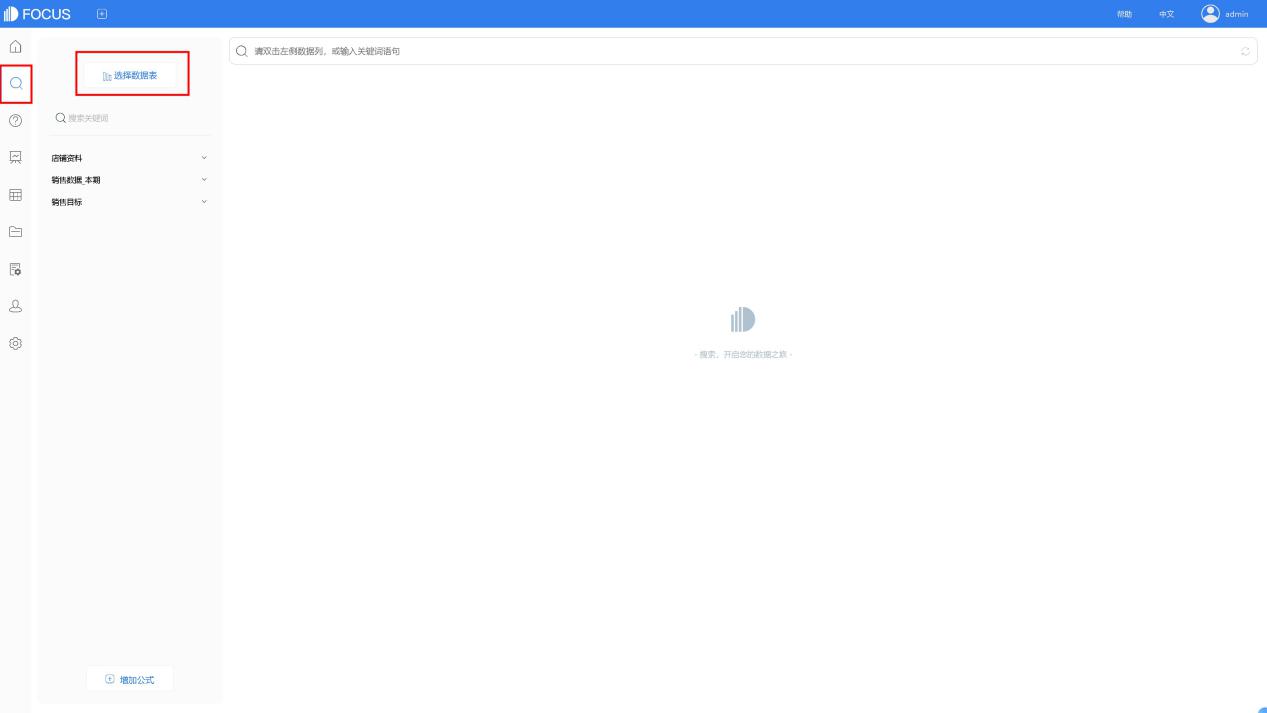 FOCUS
帮助
中文
admin
选择数据表
请双击左侧数据列，或输入关键词语句
搜索关键词
店铺资料
销售数据_本期
销售目标
- 搜索，开启您的数据之旅 -
增加公式